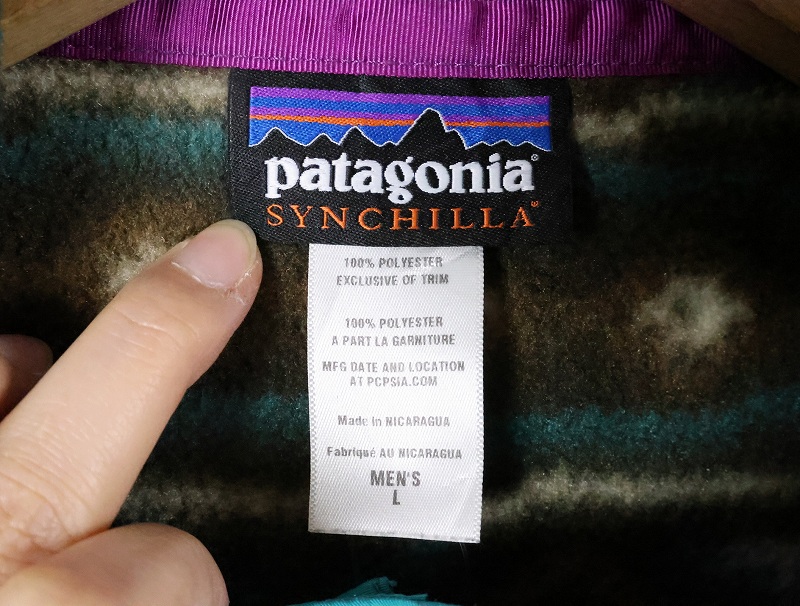 patagonia®
SYNCHILLA®
100% POLYESTER
EXCLUSIVE OF TRIM
100% POLYESTER
A PART LA GARNITURE
MFG DATE AND LOCATION
AT PCPSIA.COM
Made in NICARAGUA
Fabriqué AU NICARAGUA
MEN'S
L